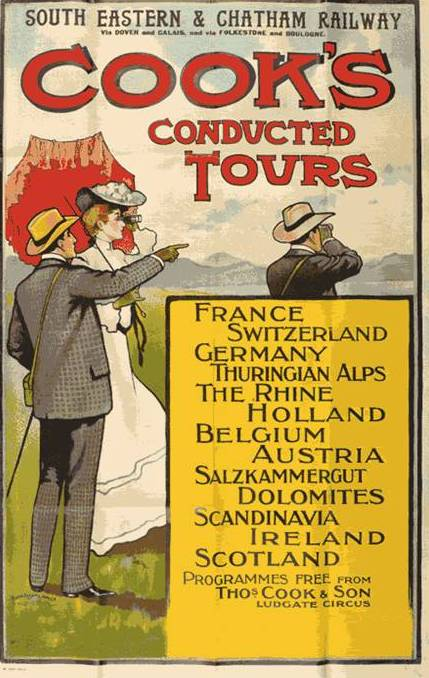 SOUTH EASTERN & CHATHAM RAILWAY
Via DOVER and CALAIS, and via FOLKESTONE and BOULOGNE.
COOK'S
CONDUCTED
TOURS
FRANCE
SWITZERLAND
GERMANY
THURINGIAN ALPS
THE RHINE
HOLLAND
BELGIUM
AUSTRIA
SALZKAMMERGUT
DOLOMITES
SCANDINAVIA
IRELAND
SCOTLAND
PROGRAMMES FREE FROM
THOS COOK & SON
LUDGATE CIRCUS